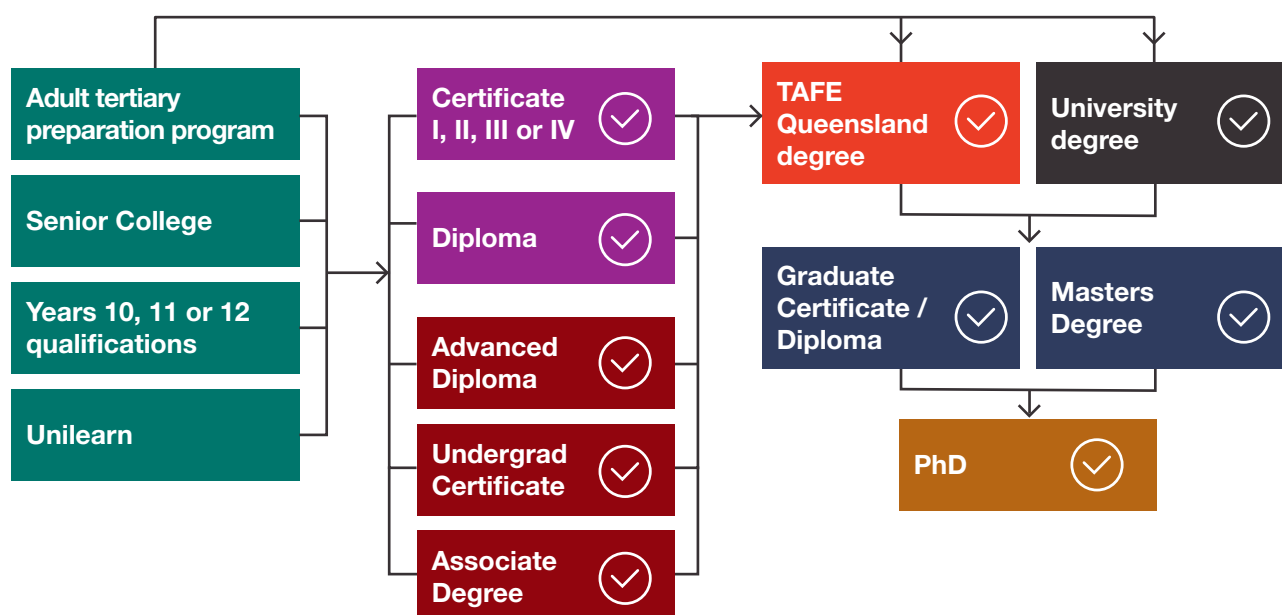 Adult tertiary
preparation program
Senior College
Years 10, 11 or 12
qualifications
Unilearn
Certificate
I, II, III or IV
Diploma
Advanced
Diploma
Undergrad
Certificate
Associate
Degree
TAFE
Queensland
degree
University
degree
Graduate
Certificate /
Diploma
Masters
Degree
PhD